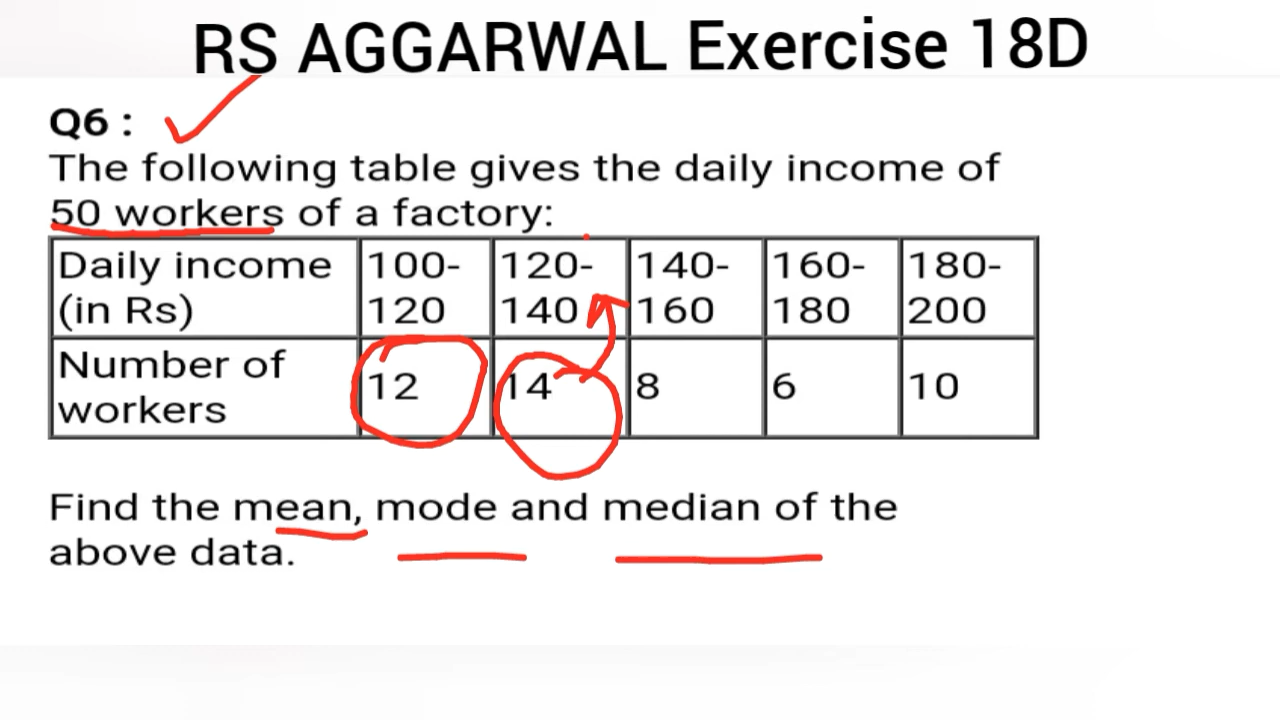 RS AGGARWAL Exercise 18D
Q6 :
The following table gives the daily income of
50 workers of a factory:
Daily income (in Rs) 100-120 120-140 140-160 160-180 180-200
Number of workers 12 14 8 6 10
Find the mean, mode and median of the
above data.